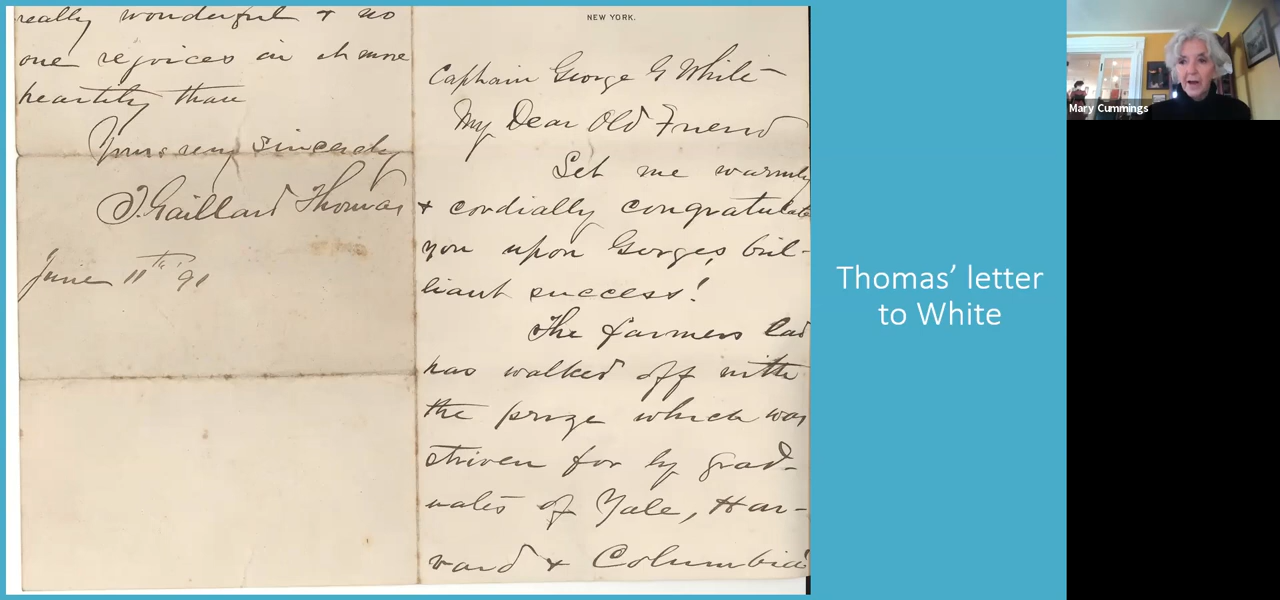 really wonderful & no
one rejoices in it more
heartily than
Yours very sincerely
T. Gaillard Thomas
June 11th '91
NEW YORK.
Captain George G White
My Dear Old Friend
Let me warmly
& cordially congratulate
you upon Georges bril-
liant success!
The farmers lad
has walked off with
the prize which was
striven for by grad-
uates of Yale, Har-
vard & Columbia
Thomas' letter
to White
Mary Cummings